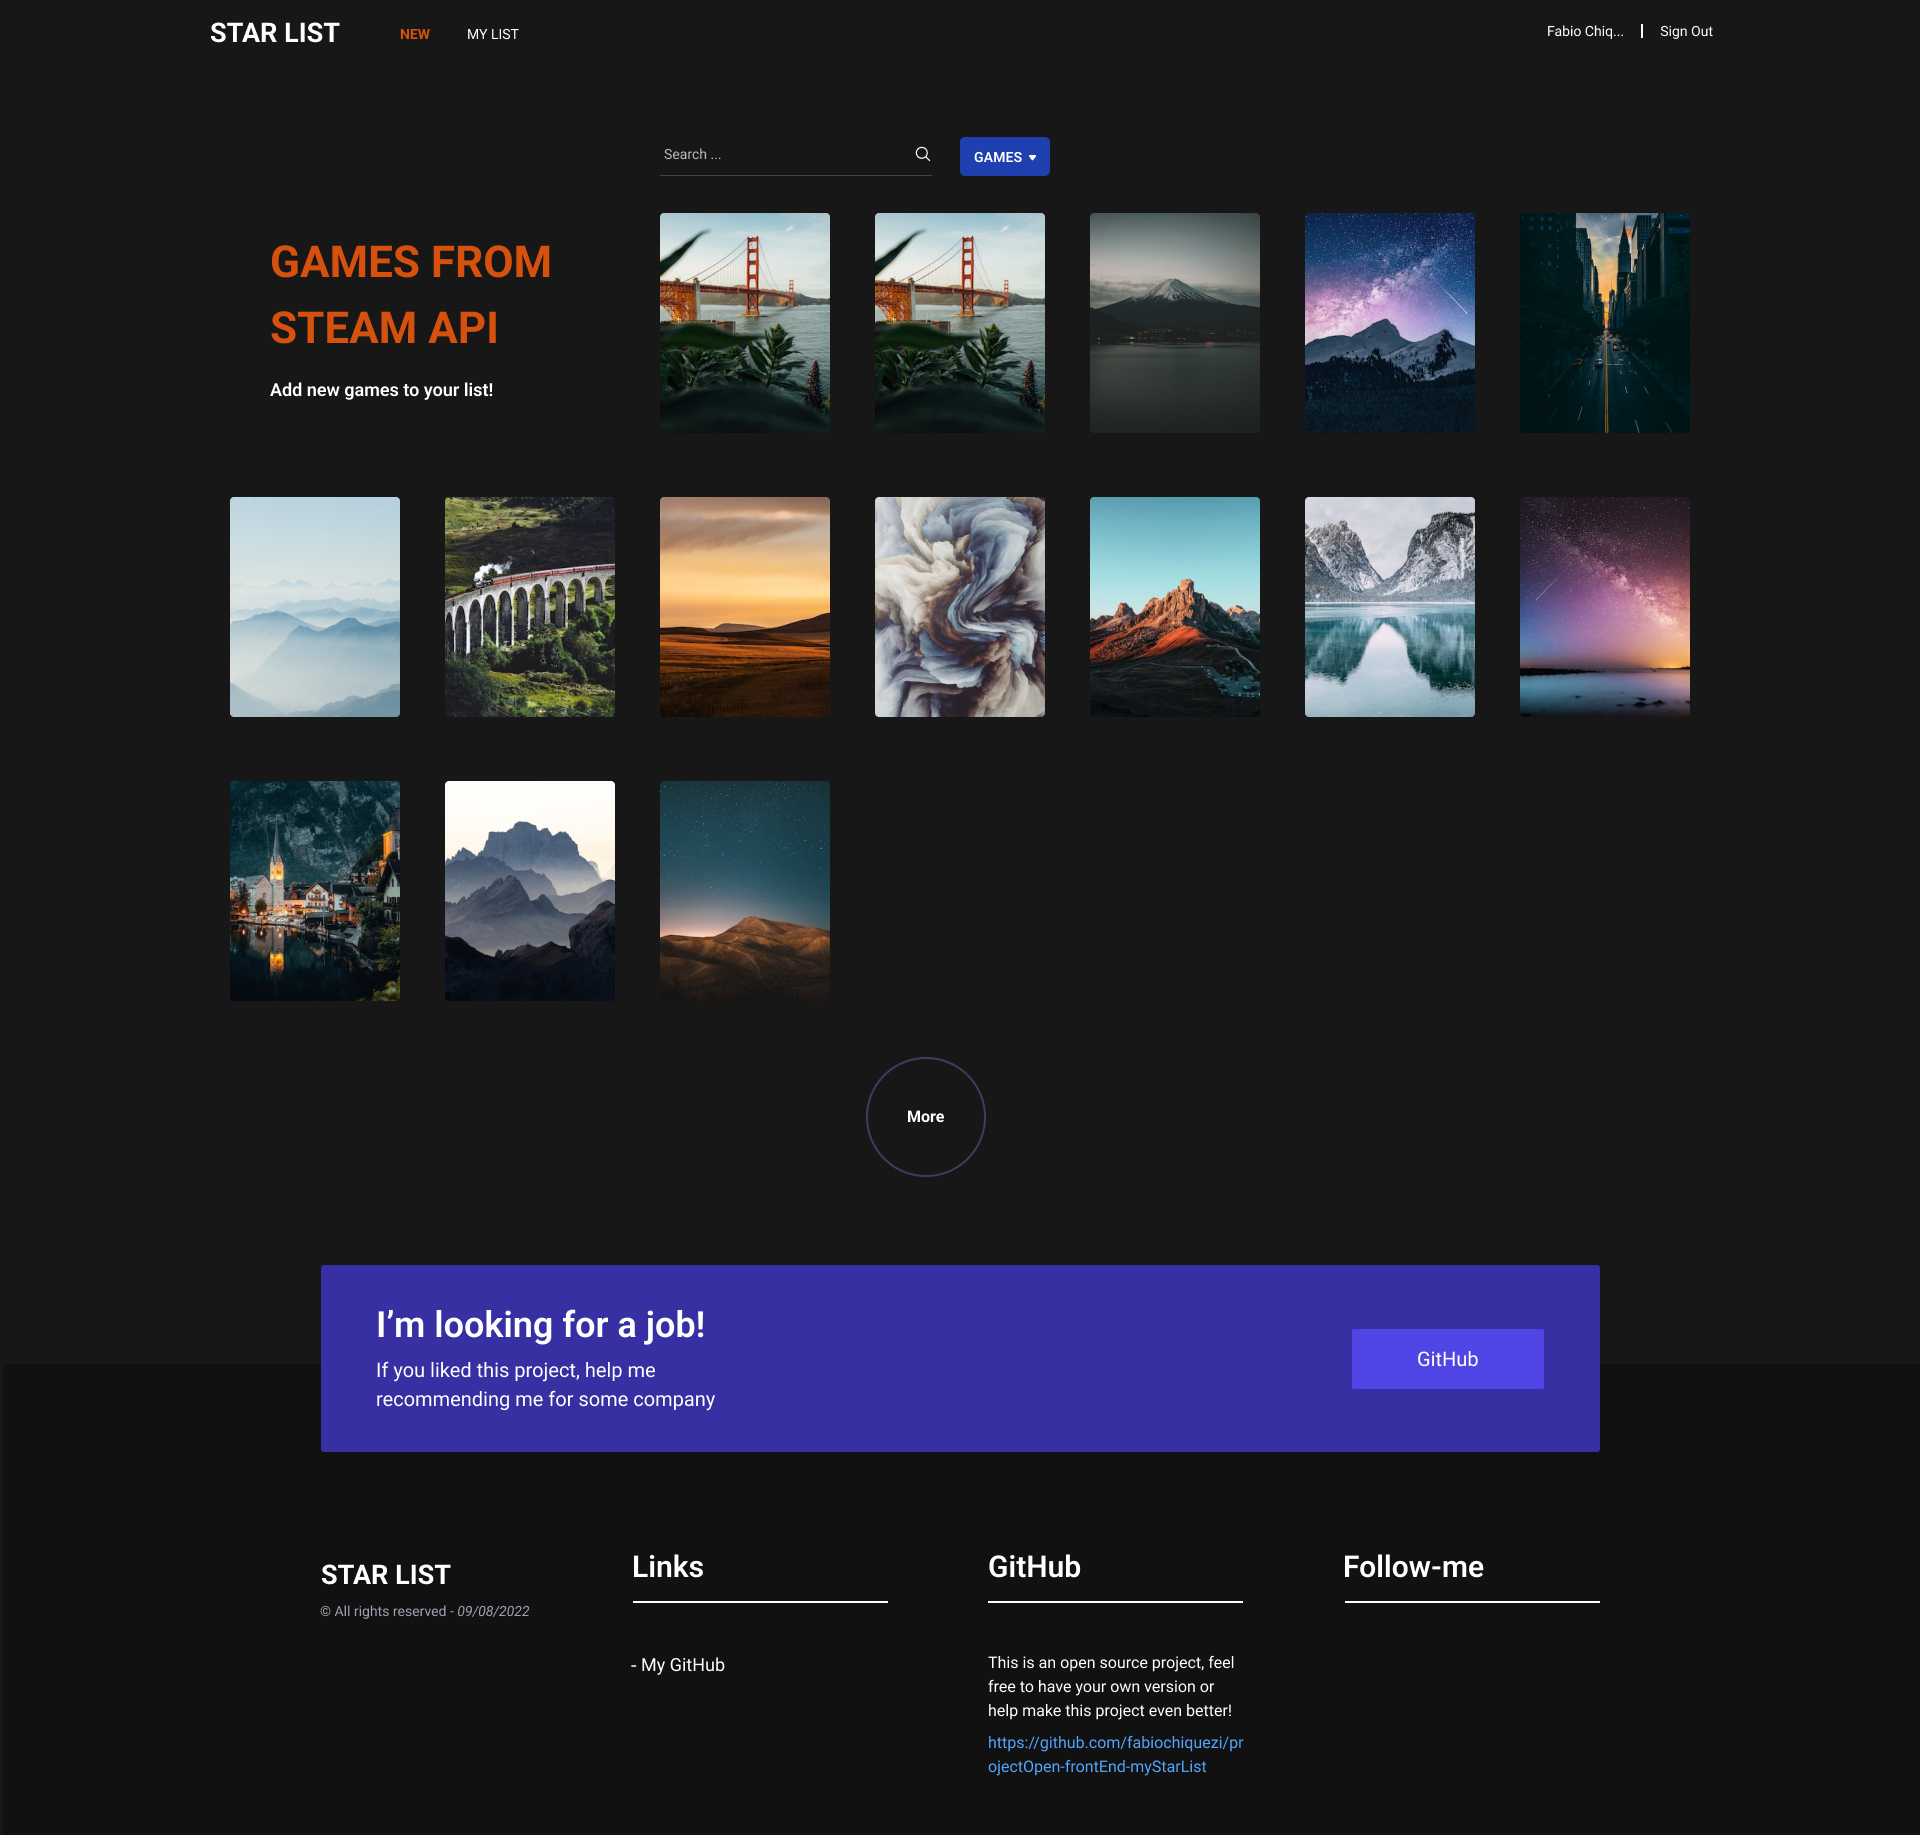 STAR LIST
NEW
MY LIST
Fabio Chiq...
Sign Out
Search ...
GAMES
GAMES FROM
STEAM API
Add new games to your list!
More
I’m looking for a job!
If you liked this project, help me
recommending me for some company
GitHub
STAR LIST
© All rights reserved - 09/08/2022
Links
- My GitHub
GitHub
This is an open source project, feel
free to have your own version or
help make this project even better!
https://github.com/fabiochiquezi/pr
ojectOpen-frontEnd-myStarList
Follow-me